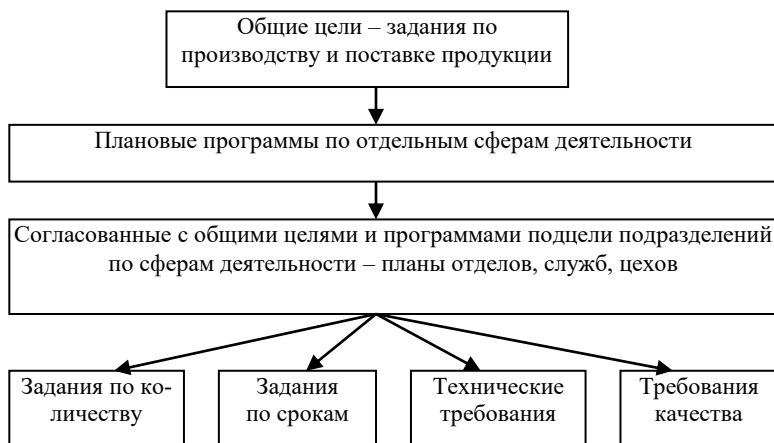 Общие цели – задания по
производству и поставке продукции
Плановые программы по отдельным сферам деятельности
Согласованные с общими целями и программами подцели подразделений
по сферам деятельности – планы отделов, служб, цехов
Задания по ко-
личеству
Задания
по срокам
Технические
требования
Требования
качества